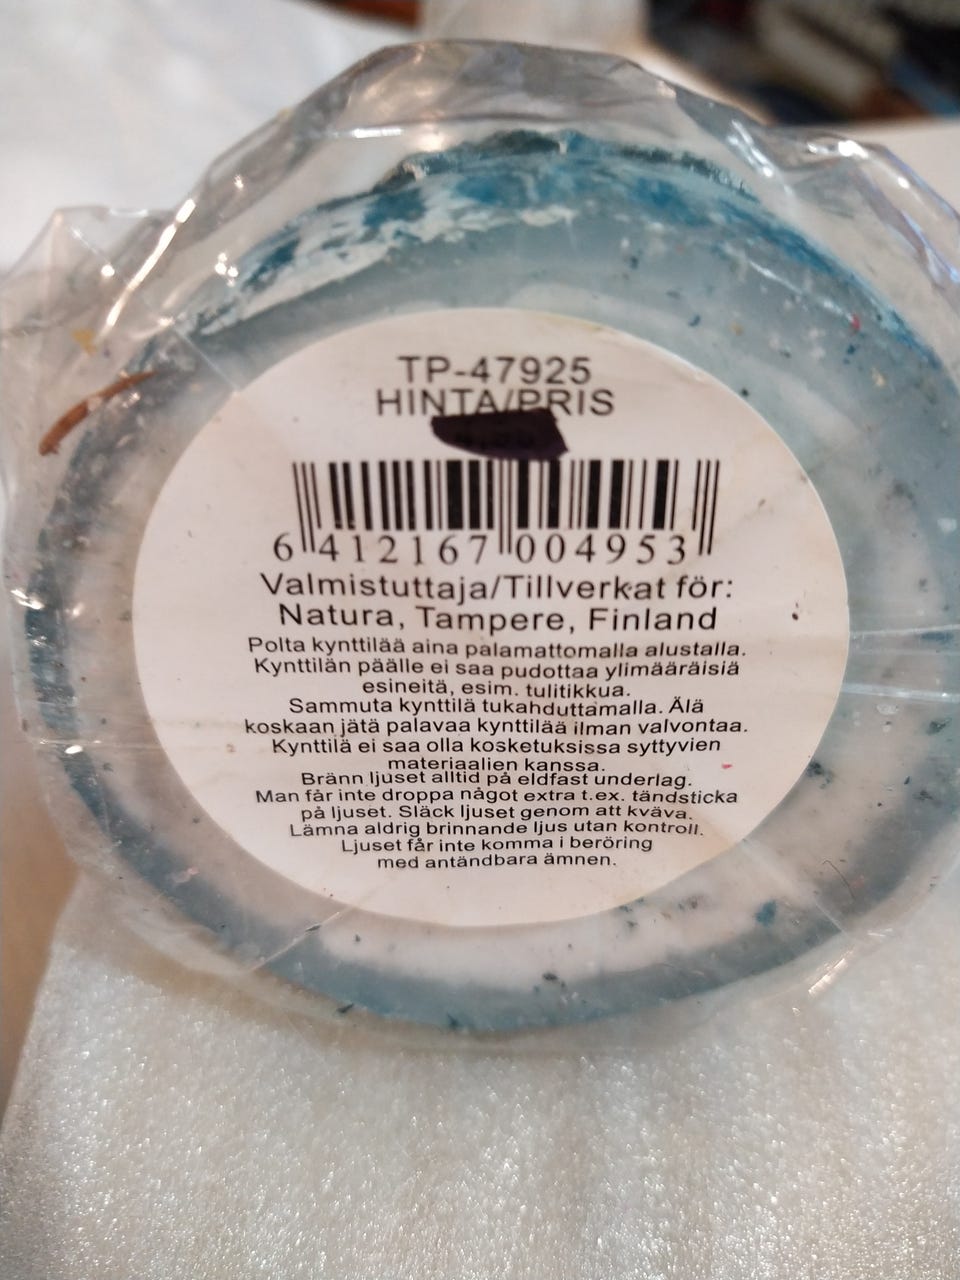 TP-47925
HINTA/PRIS
6 412167 004953
Valmistuttaja/Tillverkat för:
Natura, Tampere, Finland
Polta kynttilää aina palamattomalla alustalla.
Kynttilän päälle ei saa pudottaa ylimääräisiä
esineitä, esim. tulitikkua.
Sammuta kynttilä tukahduttamalla. Älä
koskaan jätä palavaa kynttilää ilman valvontaa.
Kynttilä ei saa olla kosketuksissa syttyvien
materiaalien kanssa.
Bränn ljuset alltid på eldfast underlag.
Man får inte droppa något extra t.ex. tändsticka
på ljuset. Släck ljuset genom att kväva.
Lämna aldrig brinnande ljus utan kontroll.
Ljuset får inte komma i beröring
med antändbara ämnen.